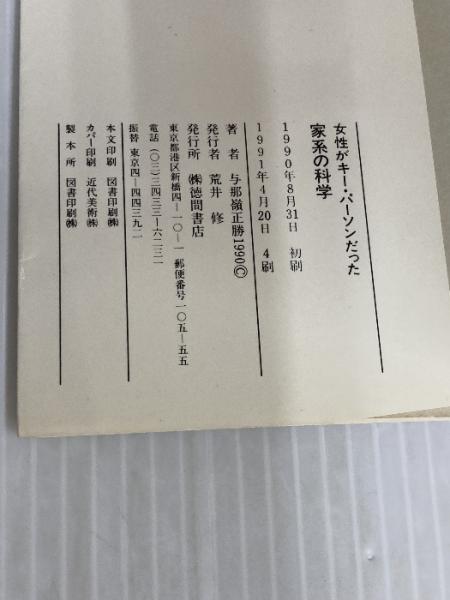 女性がキー・パーソンだった
家系の科学
1990年8月31日　初刷
1991年4月20日　4刷
著者　与那嶺正勝1990©
発行者　荒井　修
発行所　㈱徳間書店
東京都港区新橋四―一〇―一　郵便番号一〇五―五五
電話　(〇三)三四三三―六二三一
振替　東京四―四四三九二
本文印刷　図書印刷㈱
カバー印刷　近代美術㈱
製本所　図書印刷㈱